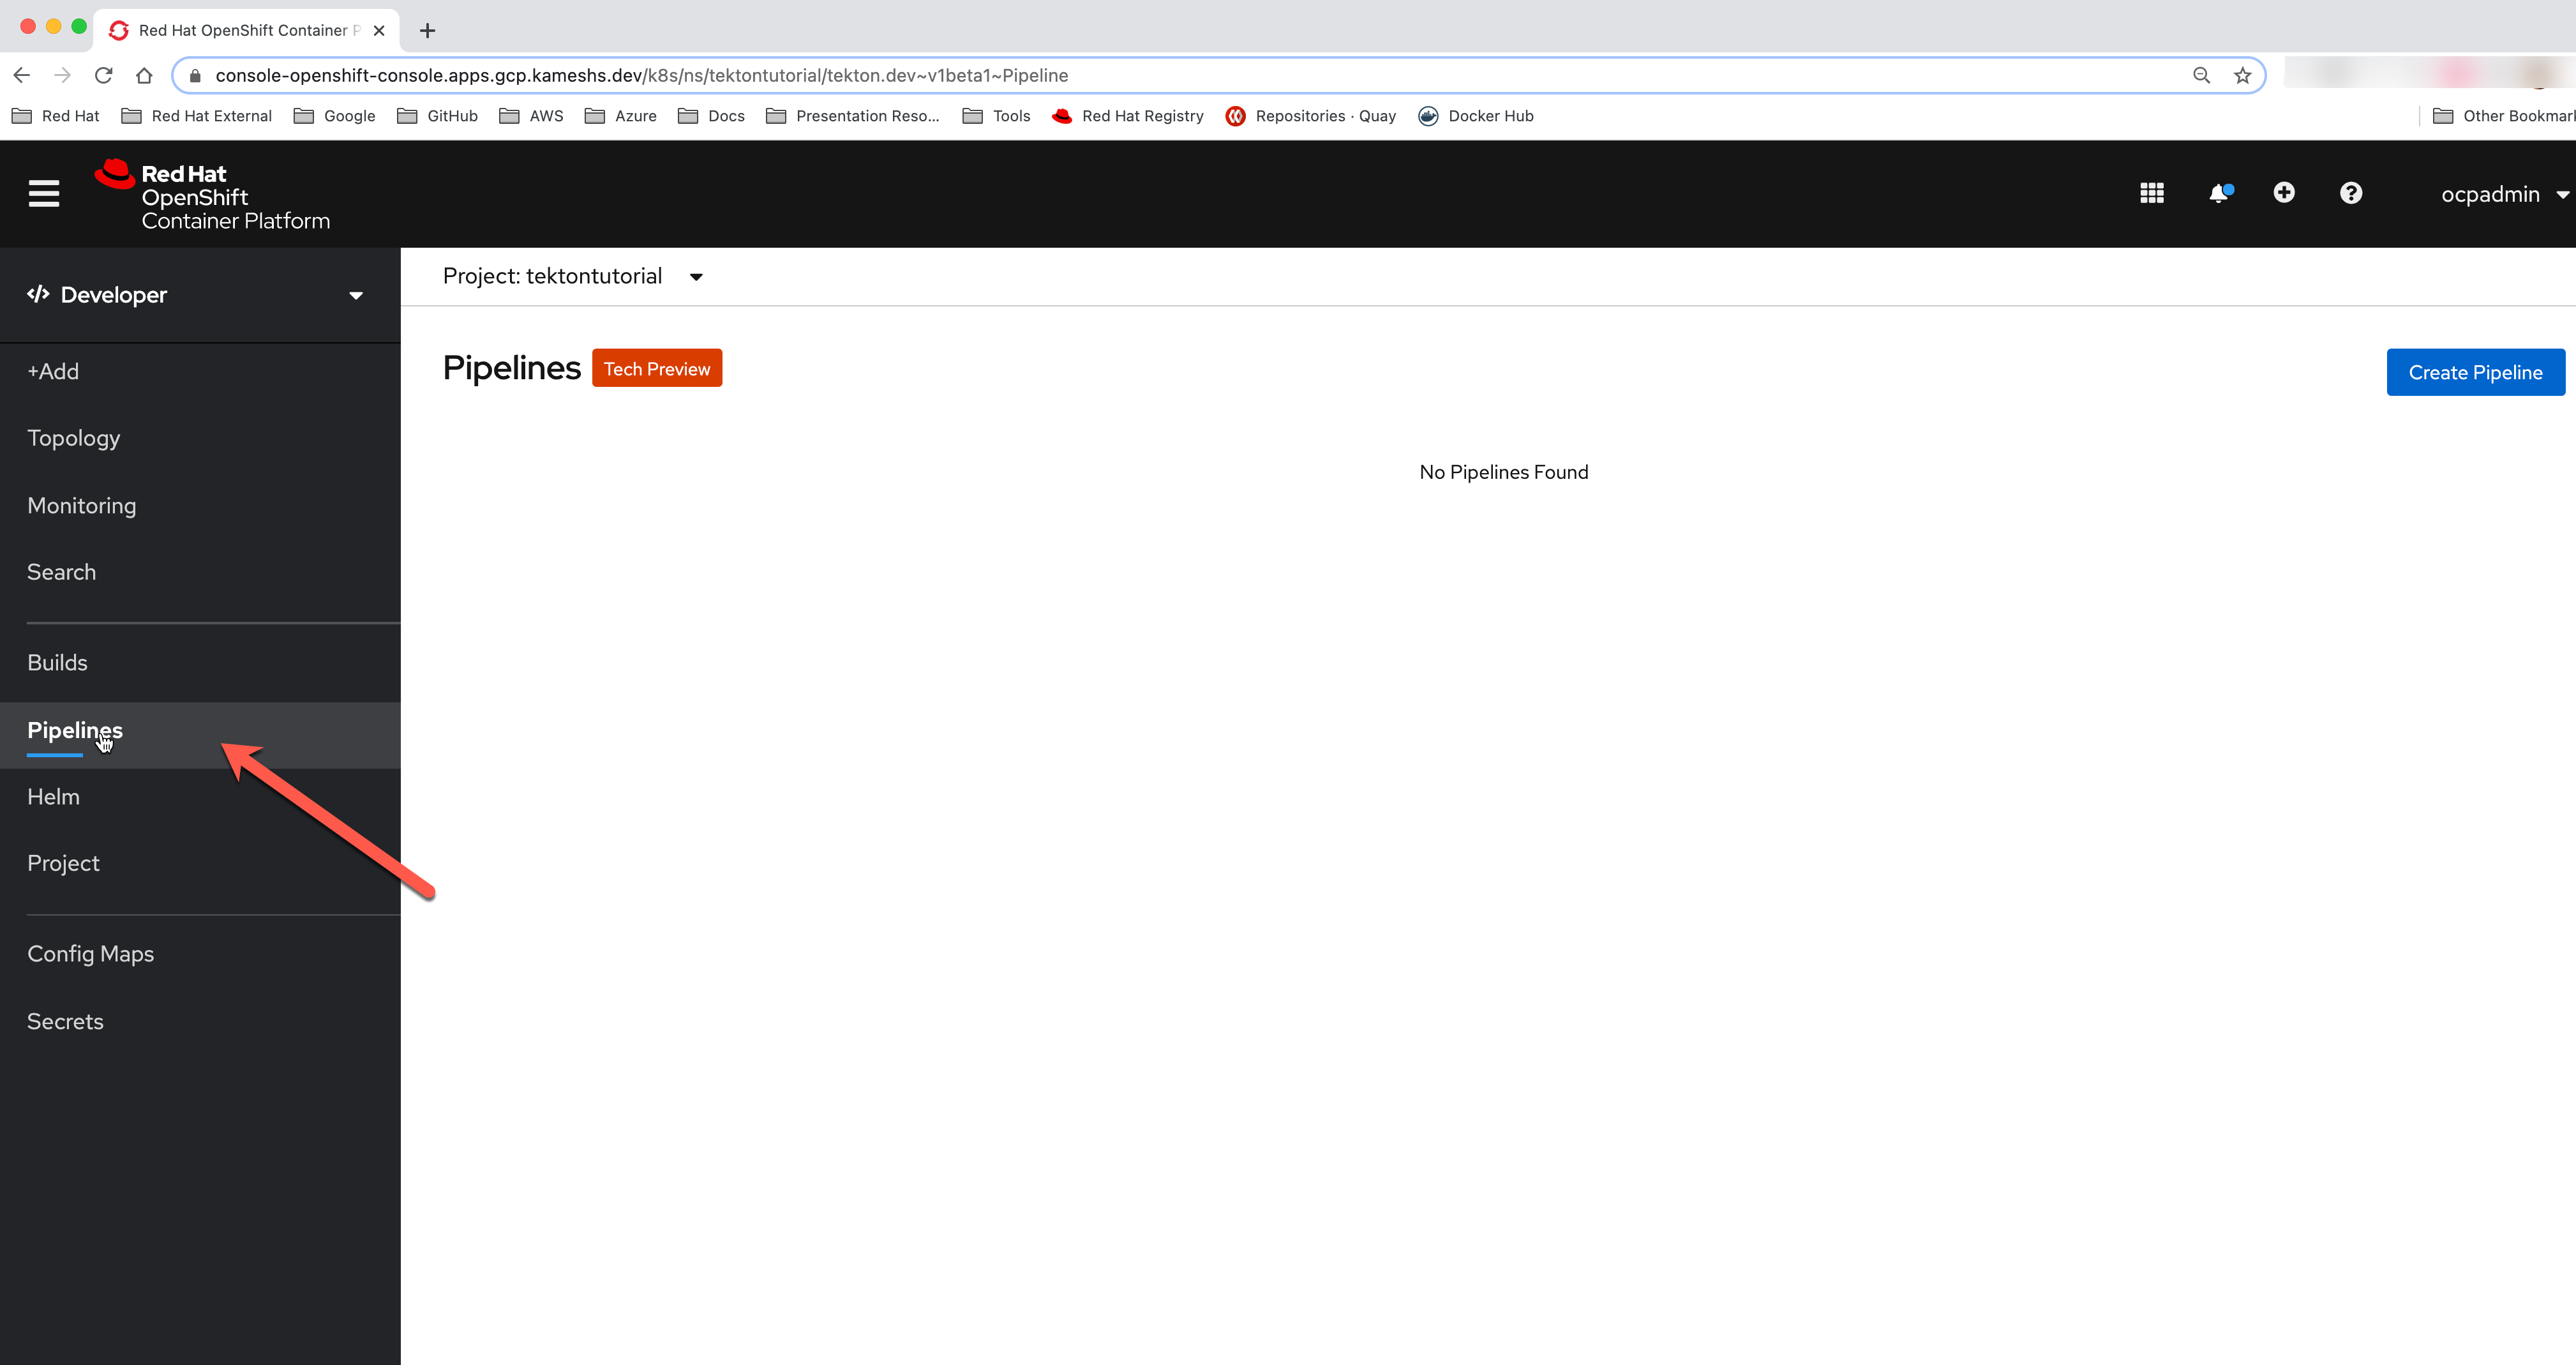 Red Hat OpenShift Container P
console-openshift-console.apps.gcp.kameshs.dev/k8s/ns/tektontutorial/tekton.dev~v1beta1~Pipeline
Red Hat Red Hat External Google GitHub AWS Azure Docs Presentation Reso... Tools Red Hat Registry Repositories · Quay Docker Hub Other Bookmark
Red Hat
OpenShift
Container Platform
ocpadmin
Developer
+Add
Topology
Monitoring
Search
Builds
Pipelines
Helm
Project
Config Maps
Secrets
Project: tektontutorial
Pipelines Tech Preview
Create Pipeline
No Pipelines Found